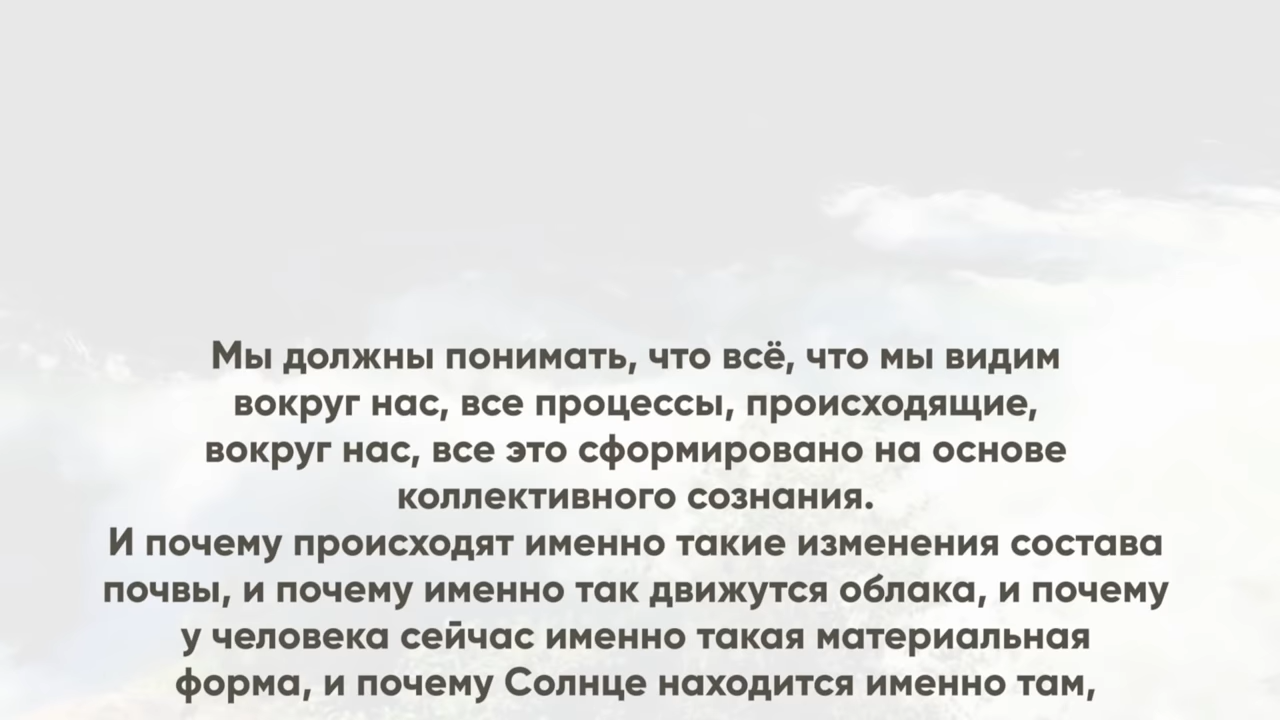 Мы должны понимать, что всё, что мы видим
вокруг нас, все процессы, происходящие,
вокруг нас, все это сформировано на основе
коллективного сознания.
И почему происходят именно такие изменения состава
почвы, и почему именно так движутся облака, и почему
у человека сейчас именно такая материальная
форма, и почему Солнце находится именно там,